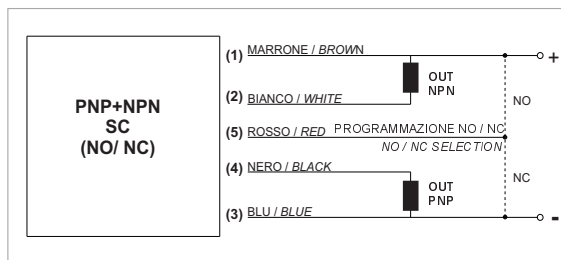 PNP+NPN
SC
(NO/ NC)
(1) MARRONE / BROWN
OUT
NPN
+
(2) BIANCO / WHITE
NO
(5) ROSSO / RED PROGRAMMAZIONE NO / NC
NO / NC SELECTION
(4) NERO / BLACK
OUT
PNP
NC
(3) BLU / BLUE
-